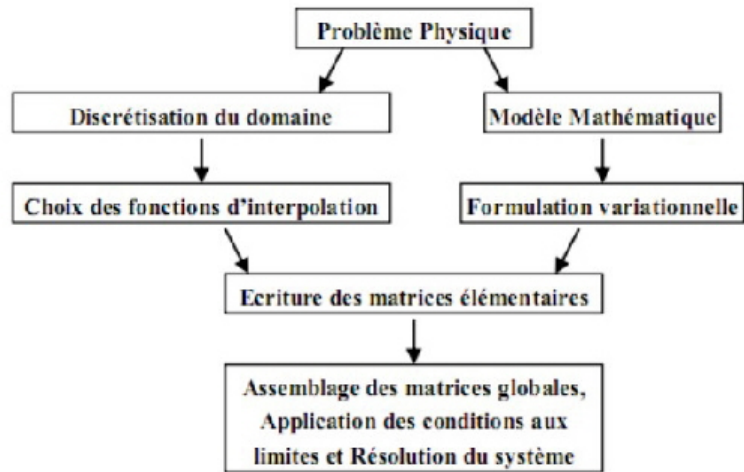 Problème Physique
Discrétisation du domaine
Modèle Mathématique
Choix des fonctions d'interpolation
Formulation variationnelle
Ecriture des matrices élémentaires
Assemblage des matrices globales,
Application des conditions aux
limites et Résolution du système